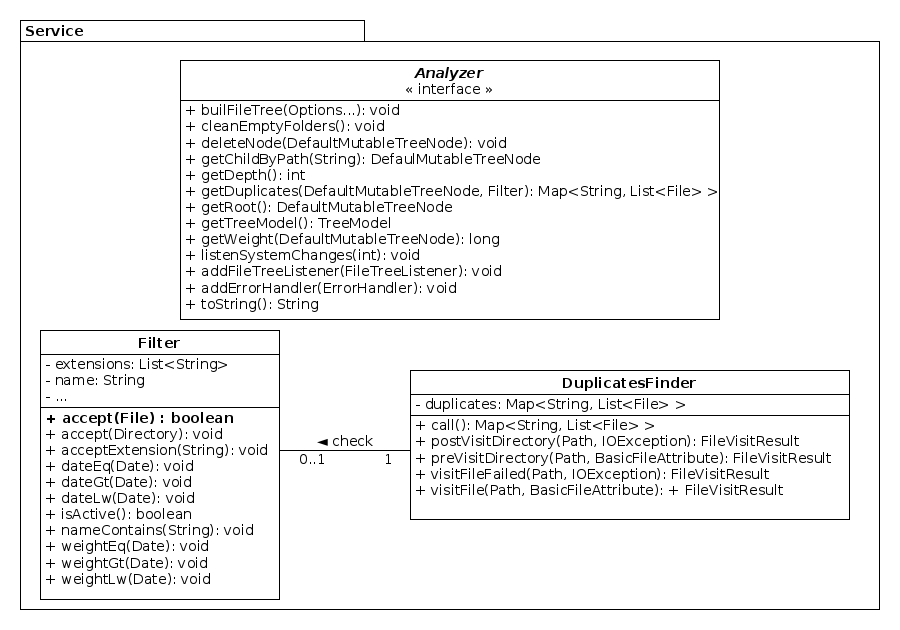 Service
Analyzer
« interface »
+ builFileTree(Options...): void
+ cleanEmptyFolders(): void
+ deleteNode(DefaultMutableTreeNode): void
+ getChildByPath(String): DefaulMutableTreeNode
+ getDepth(): int
+ getDuplicates(DefaultMutableTreeNode, Filter): Map<String, List<File> >
+ getRoot(): DefaultMutableTreeNode
+ getTreeModel(): TreeModel
+ getWeight(DefaultMutableTreeNode): long
+ listenSystemChanges(int): void
+ addFileTreeListener(FileTreeListener): void
+ addErrorHandler(ErrorHandler): void
+ toString(): String
Filter
- extensions: List<String>
- name: String
- ...
+ accept(File) : boolean
+ accept(Directory): void
+ acceptExtension(String): void
+ dateEq(Date): void
+ dateGt(Date): void
+ dateLw(Date): void
+ isActive(): boolean
+ nameContains(String): void
+ weightEq(Date): void
+ weightGt(Date): void
+ weightLw(Date): void
◄ check
0..1 1
DuplicatesFinder
- duplicates: Map<String, List<File> >
+ call(): Map<String, List<File> >
+ postVisitDirectory(Path, IOException): FileVisitResult
+ preVisitDirectory(Path, BasicFileAttribute): FileVisitResult
+ visitFileFailed(Path, IOException): FileVisitResult
+ visitFile(Path, BasicFileAttribute): + FileVisitResult